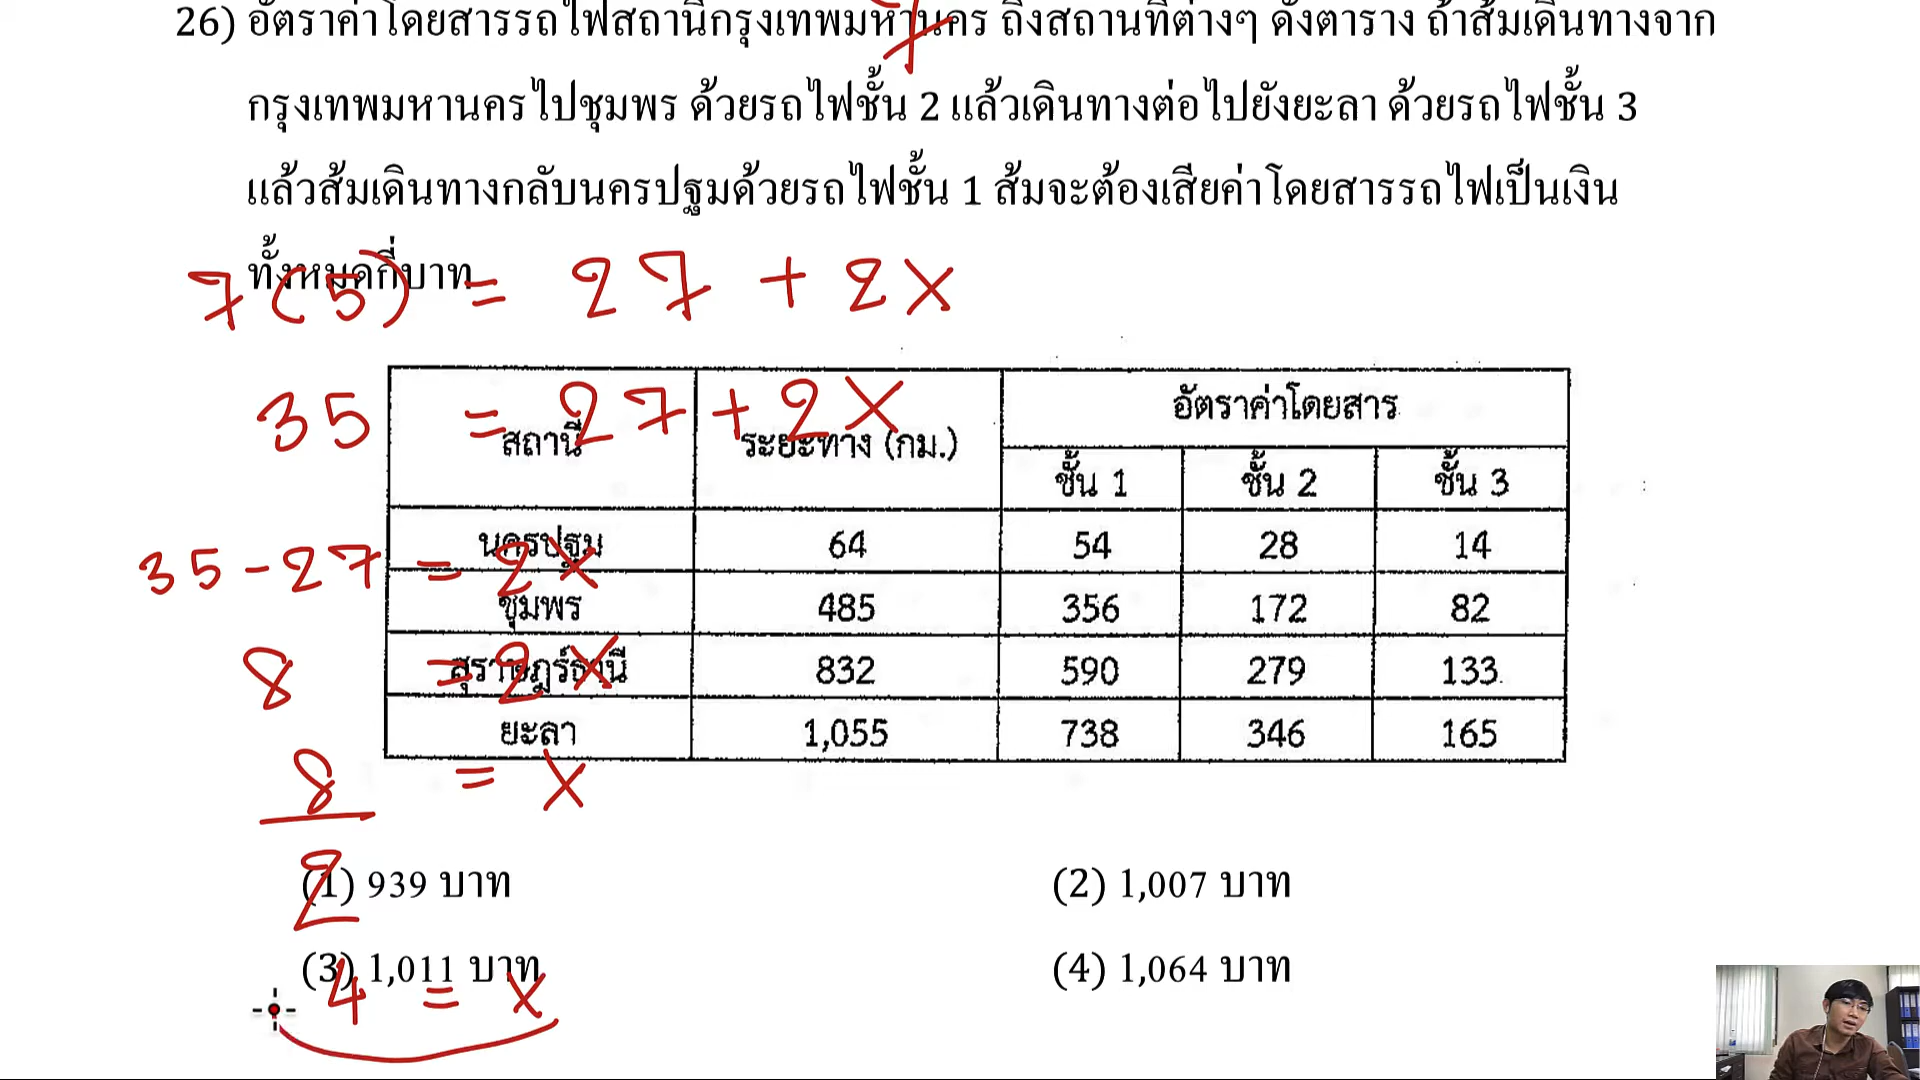 26) อัตราค่าโดยสารรถไฟสถานีกรุงเทพมหานคร ถึงสถานที่ต่างๆ ดังตาราง ถ้าส้มเดินทางจาก
7
กรุงเทพมหานครไปชุมพร ด้วยรถไฟชั้น 2 แล้วเดินทางต่อไปยังยะลา ด้วยรถไฟชั้น 3
แล้วส้มเดินทางกลับนครปฐมด้วยรถไฟชั้น 1 ส้มจะต้องเสียค่าโดยสารรถไฟเป็นเงิน
ทั้งหมดกี่บาท
7(5) = 27 + 2x
35 = 27 + 2x
35 - 27 = 2x
8 = 2x
8/2 = x
4 = x
สถานี ระยะทาง (กม.) อัตราค่าโดยสาร
ชั้น 1 ชั้น 2 ชั้น 3
นครปฐม 64 54 28 14
ชุมพร 485 356 172 82
สุราษฎร์ธานี 832 590 279 133
ยะลา 1,055 738 346 165
(1) 939 บาท (2) 1,007 บาท
(3) 1,011 บาท (4) 1,064 บาท